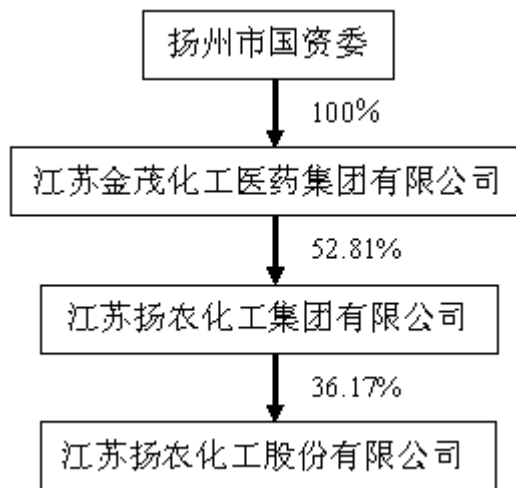 扬州市国资委
100%
江苏金茂化工医药集团有限公司
52.81%
江苏扬农化工集团有限公司
36.17%
江苏扬农化工股份有限公司